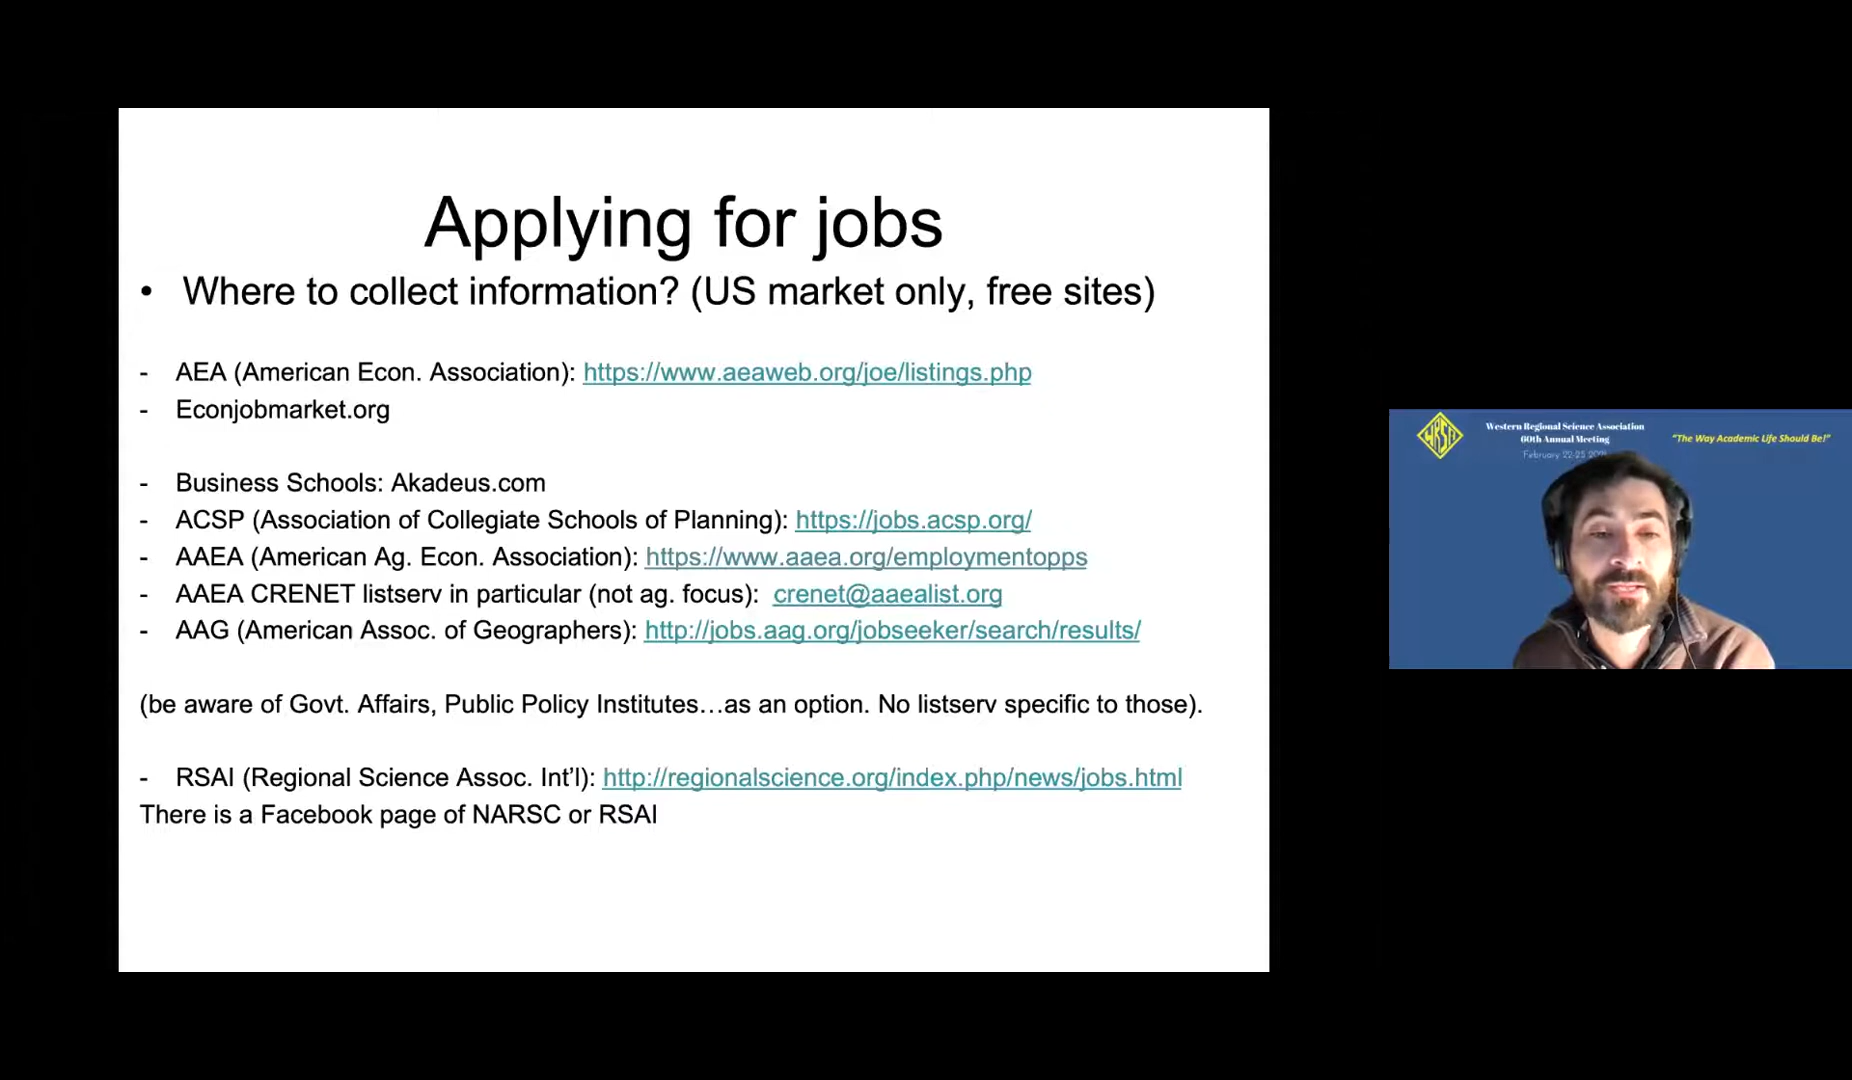 Applying for jobs
• Where to collect information? (US market only, free sites)
- AEA (American Econ. Association): https://www.aeaweb.org/joe/listings.php
- Econjobmarket.org
- Business Schools: Akadeus.com
- ACSP (Association of Collegiate Schools of Planning): https://jobs.acsp.org/
- AAEA (American Ag. Econ. Association): https://www.aaea.org/employmentopps
- AAEA CRENET listserv in particular (not ag. focus): crenet@aaealist.org
- AAG (American Assoc. of Geographers): http://jobs.aag.org/jobseeker/search/results/
(be aware of Govt. Affairs, Public Policy Institutes…as an option. No listserv specific to those).
- RSAI (Regional Science Assoc. Int'l): http://regionalscience.org/index.php/news/jobs.html
There is a Facebook page of NARSC or RSAI
WRSA
Western Regional Science Association
60th Annual Meeting
February 22-25
"The Way Academic Life Should Be!"